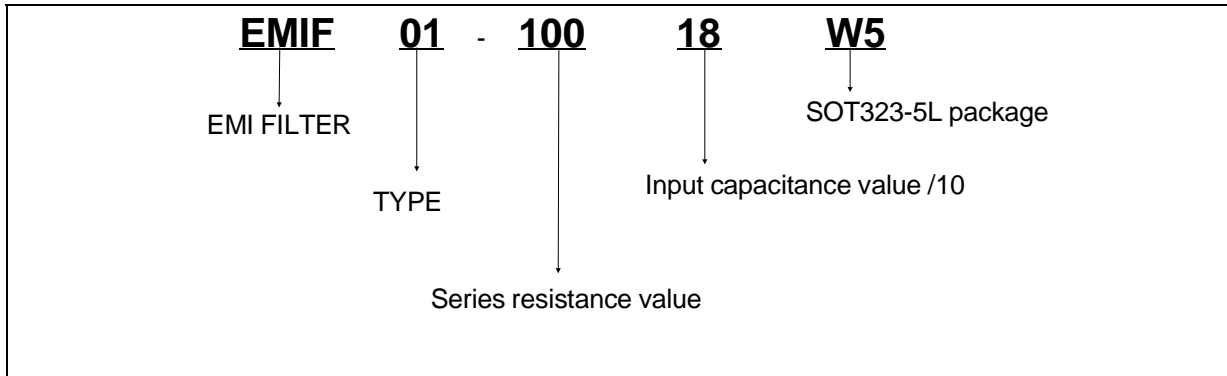 EMIF 01 - 100 18 W5
SOT323-5L package
EMI FILTER
Input capacitance value /10
TYPE
Series resistance value